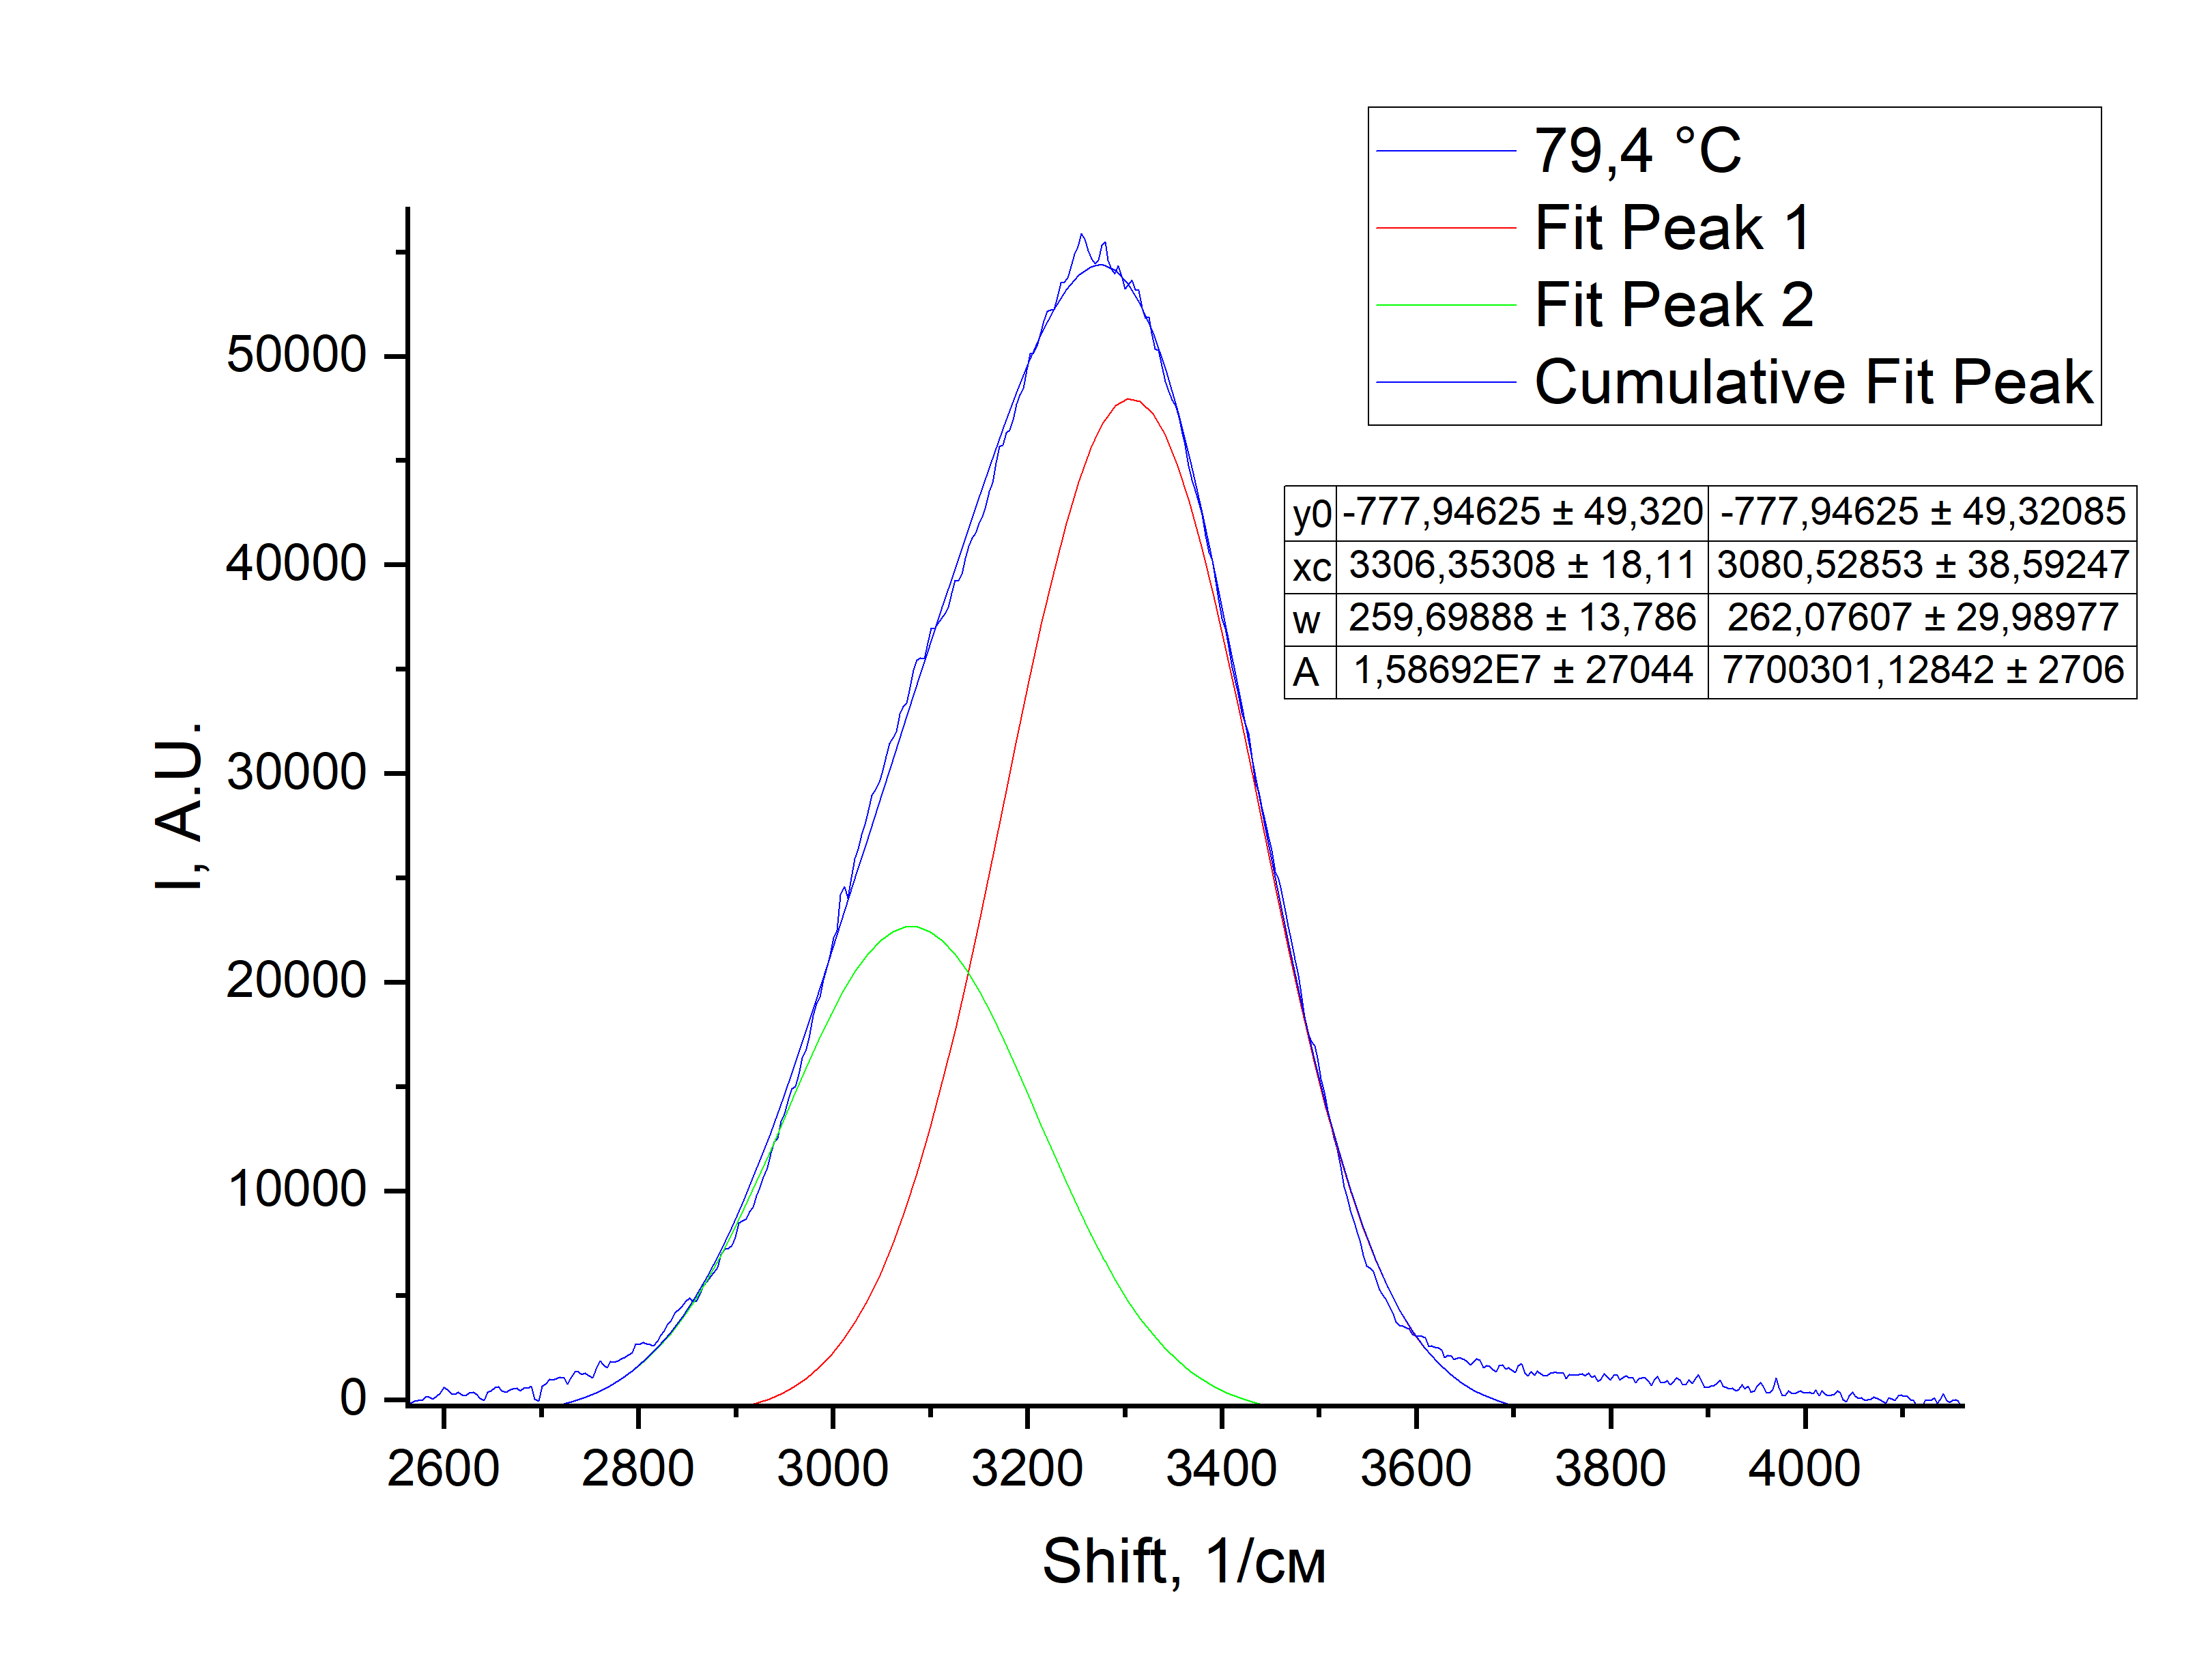 79,4 °C
Fit Peak 1
Fit Peak 2
Cumulative Fit Peak
y0 -777,94625 ± 49,320 -777,94625 ± 49,32085
xc 3306,35308 ± 18,11 3080,52853 ± 38,59247
w 259,69888 ± 13,786 262,07607 ± 29,98977
A 1,58692E7 ± 27044 7700301,12842 ± 2706
I, A.U.
50000
40000
30000
20000
10000
0
2600 2800 3000 3200 3400 3600 3800 4000
Shift, 1/см